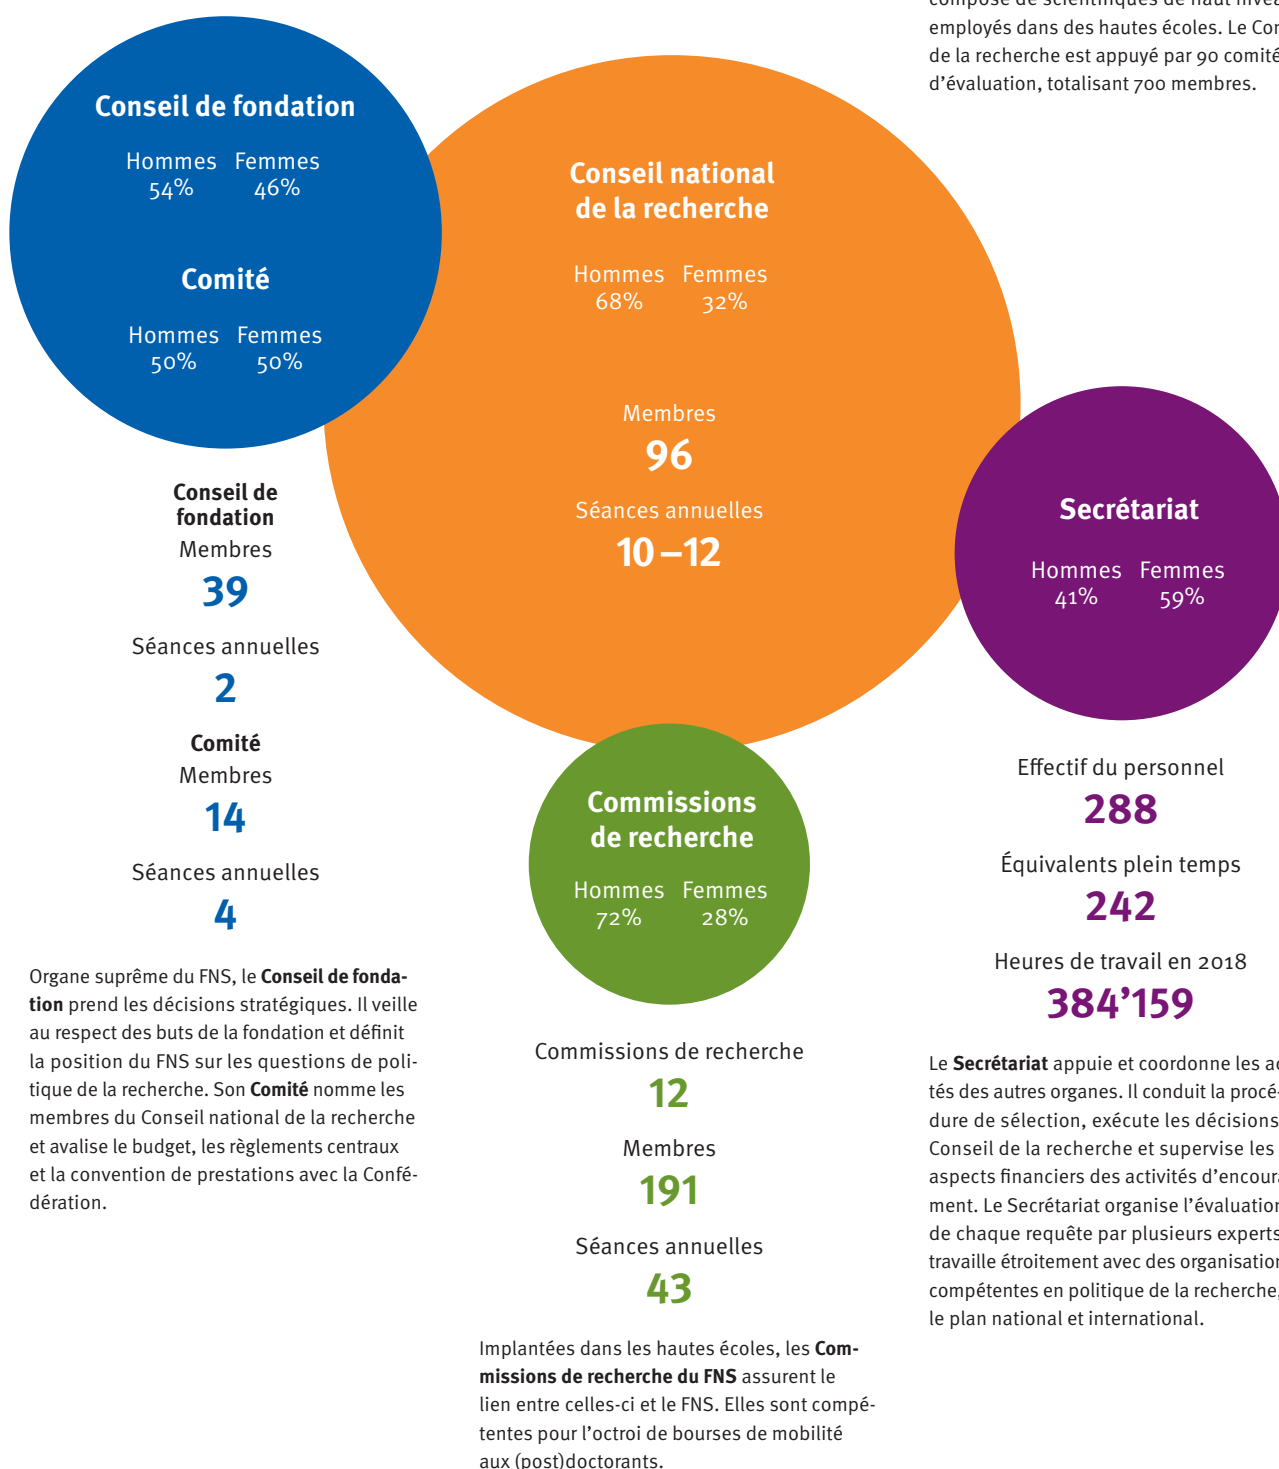 composé de scientifiques de haut
employés dans des hautes écoles. Le
de la recherche est appuyé par 90
d’évaluation, totalisant 700 membres.
Conseil de fondation
Hommes Femmes
54% 46%
Comité
Hommes Femmes
50% 50%
Conseil national
de la recherche
Hommes Femmes
68% 32%
Membres
96
Séances annuelles
10–12
Secrétariat
Hommes Femmes
41% 59%
Conseil de
fondation
Membres
39
Séances annuelles
2
Comité
Membres
14
Séances annuelles
4
Organe suprême du FNS, le Conseil de fonda-
tion prend les décisions stratégiques. Il veille
au respect des buts de la fondation et définit
la position du FNS sur les questions de poli-
tique de la recherche. Son Comité nomme les
membres du Conseil national de la recherche
et avalise le budget, les règlements centraux
et la convention de prestations avec la Confé-
dération.
Commissions
de recherche
Hommes Femmes
72% 28%
Commissions de recherche
12
Membres
191
Séances annuelles
43
Implantées dans les hautes écoles, les Com-
missions de recherche du FNS assurent le
lien entre celles-ci et le FNS. Elles sont compé-
tentes pour l’octroi de bourses de mobilité
aux (post)doctorants.
Effectif du personnel
288
Équivalents plein temps
242
Heures de travail en 2018
384’159
Le Secrétariat appuie et coordonne les
tés des autres organes. Il conduit la procé-
dure de sélection, exécute les décisions
Conseil de la recherche et supervise les
aspects financiers des activités
ment. Le Secrétariat organise l’évaluation
de chaque requête par plusieurs experts
travaille étroitement avec des
compétentes en politique de la recherche,
le plan national et international.